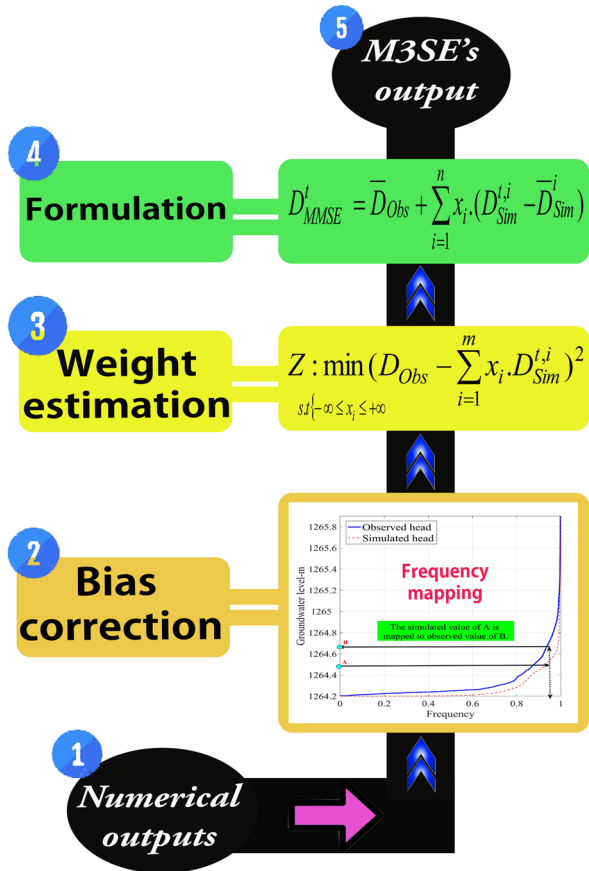 5
M3SE's
output
4
Formulation
D^t_MMSE = D̅_Obs + ∑_{i=1}^{n} x_i.(D^{t,i}_Sim − D̅^i_Sim)
3
Weight
estimation
Z : min (D_Obs − ∑_{i=1}^{m} x_i.D^{t,i}_Sim)^2
s.t{−∞ ≤ x_i ≤ +∞
2
Bias
correction
Observed head
Simulated head
Frequency
mapping
The simulated value of A is
mapped to observed value of B.
B
A
Groundwater level-m
1265.8
1265.6
1265.4
1265.2
1265
1264.8
1264.6
1264.4
1264.2
0 0.2 0.4 0.6 0.8 1
Frequency
1
Numerical
outputs